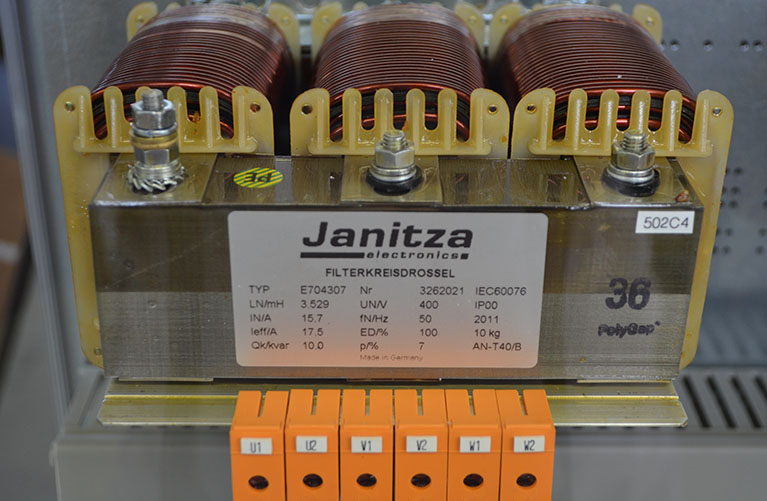 502C4
Janitza
electronics
FILTERKREISDROSSEL
TYP E704307 Nr 3262021 IEC60076
LN/mH 3,529 UN/V 400 IP00
IN/A 15,7 fN/Hz 50 2011
Ieff/A 17,5 ED/% 100 10 kg
Qk/kvar 10,0 p/% 7 AN-T40/B
Made in Germany
36
PolyGap
U1 U2 V1 V2 W1 W2